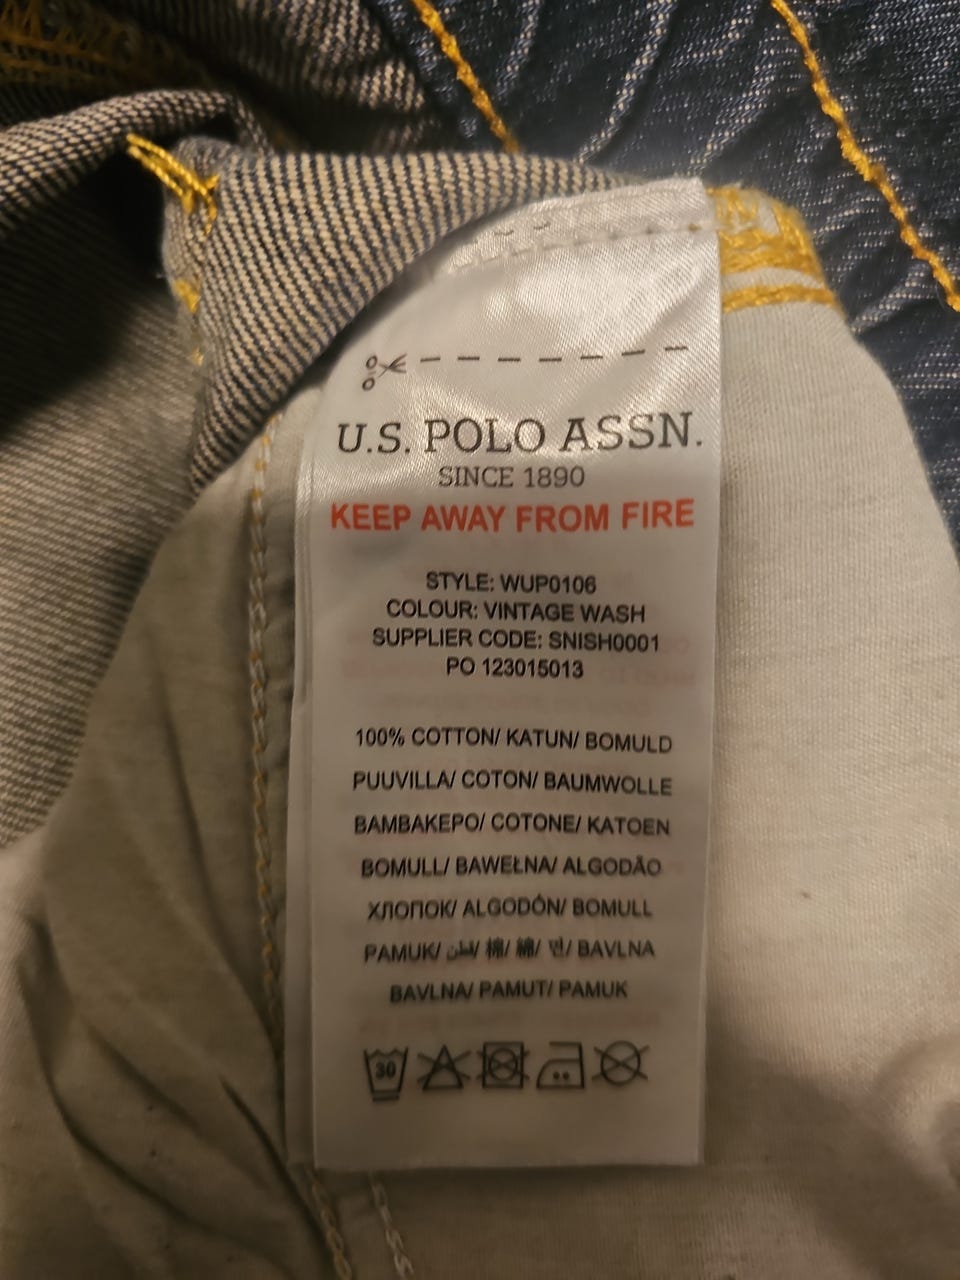 U.S. POLO ASSN.
SINCE 1890
KEEP AWAY FROM FIRE
STYLE: WUP0106
COLOUR: VINTAGE WASH
SUPPLIER CODE: SNISH0001
PO 123015013
100% COTTON/ KATUN/ BOMULD
PUUVILLA/ COTON/ BAUMWOLLE
BAMBAKEPO/ COTONE/ KATOEN
BOMULL/ BAWEŁNA/ ALGODÃO
ХЛОПОК/ ALGODÓN/ BOMULL
PAMUK/ قطن/ 棉/ 綿/ 면/ BAVLNA
BAVLNA/ PAMUT/ PAMUK
30